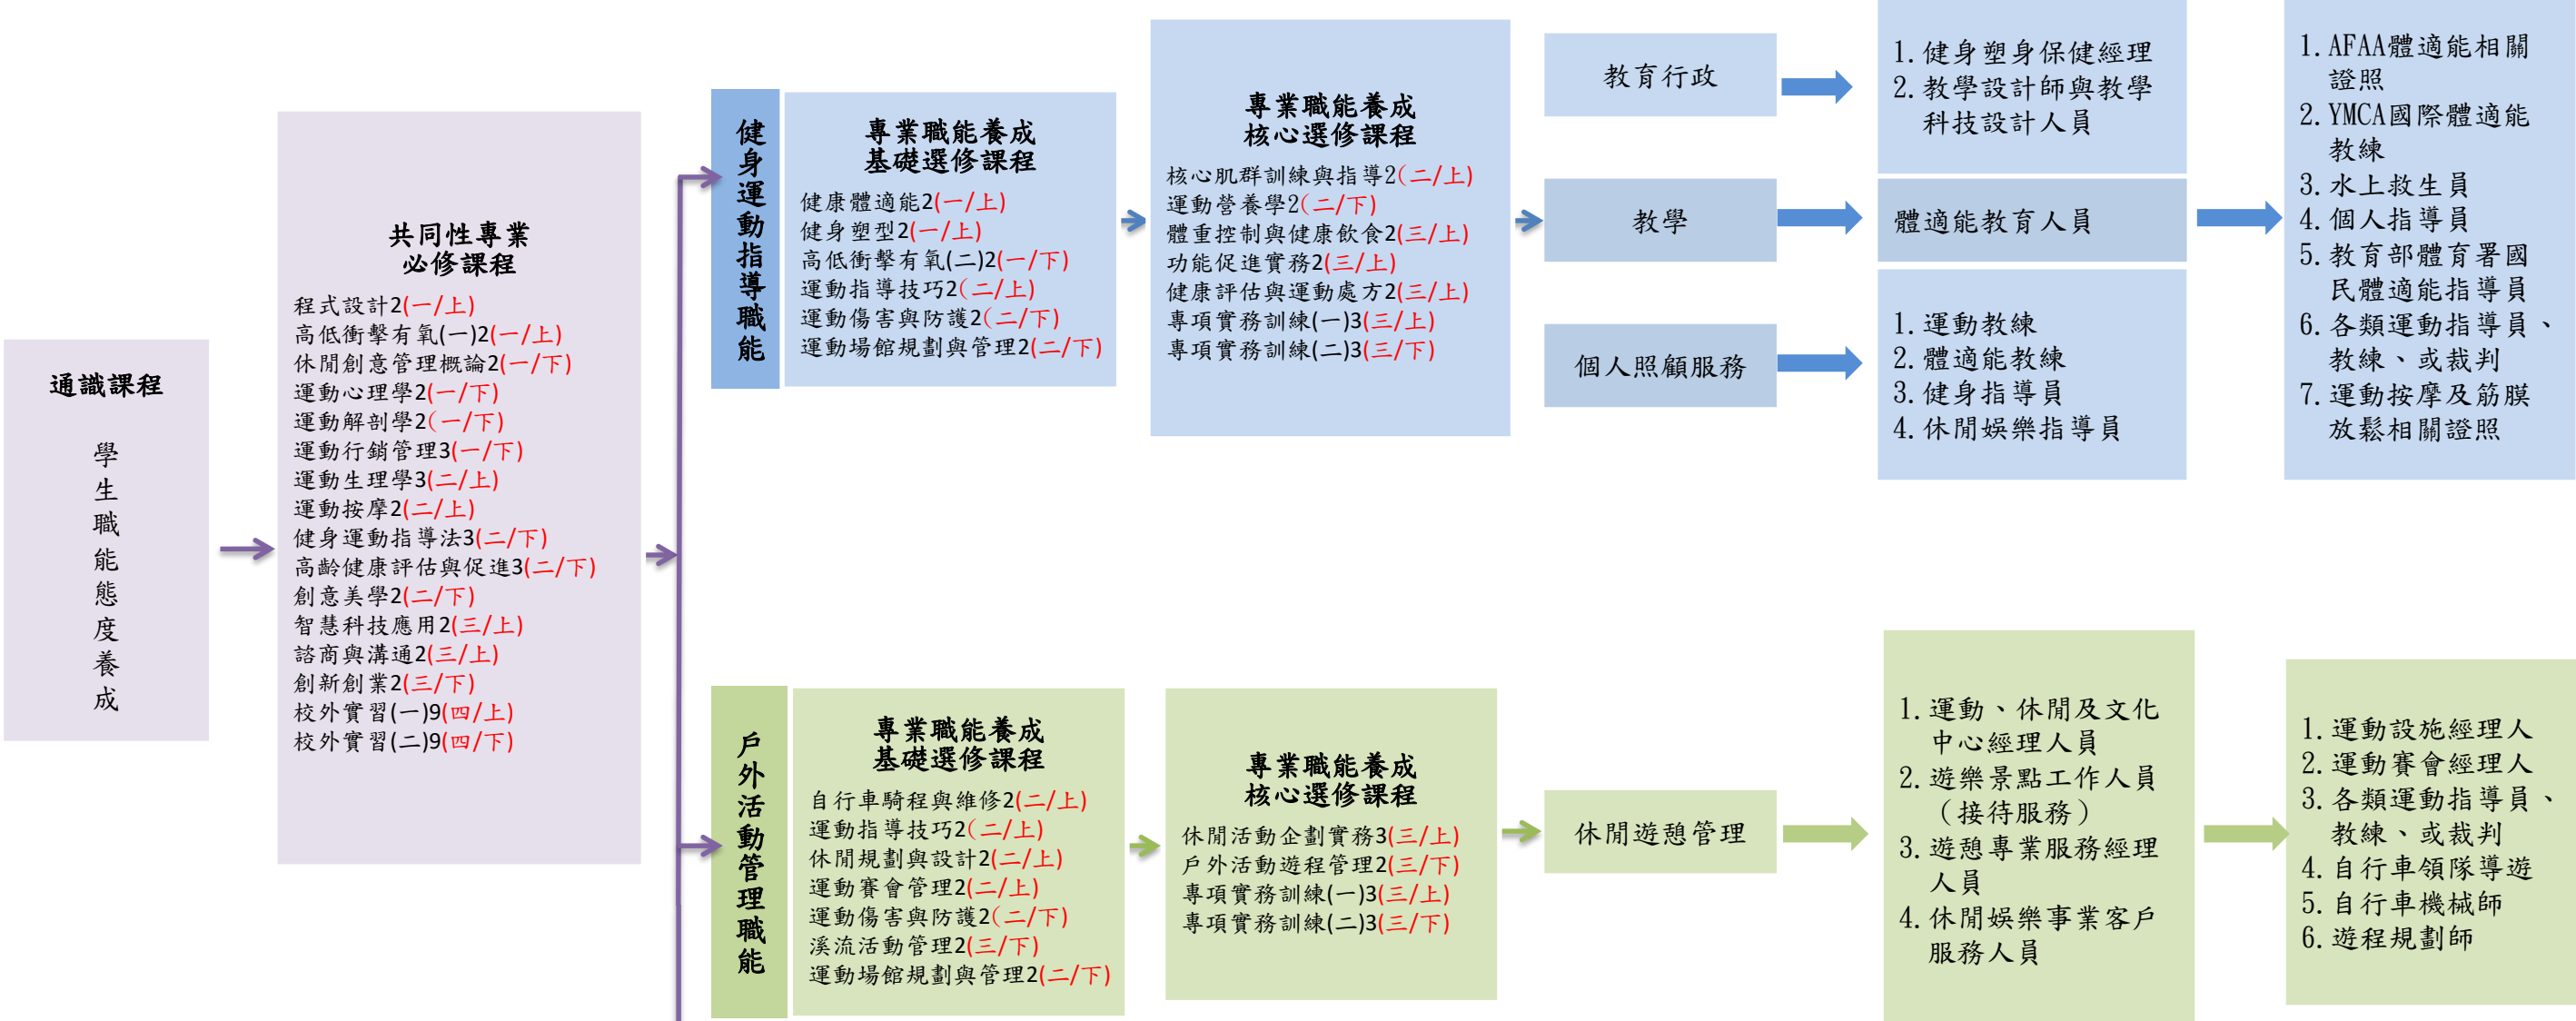 通識課程
學
生
職
能
態
度
養
成
共同性專業
必修課程
程式設計2(一/上)
高低衝擊有氧(一)2(一/上)
休閒創意管理概論2(一/下)
運動心理學2(一/下)
運動解剖學2(一/下)
運動行銷管理3(一/下)
運動生理學3(二/上)
運動按摩2(二/上)
健身運動指導法3(二/下)
高齡健康評估與促進3(二/下)
創意美學2(二/下)
智慧科技應用2(三/上)
諮商與溝通2(三/上)
創新創業2(三/下)
校外實習(一)9(四/上)
校外實習(二)9(四/下)
健
身
運
動
指
導
職
能
專業職能養成
基礎選修課程
健康體適能2(一/上)
健身塑型2(一/上)
高低衝擊有氧(二)2(一/下)
運動指導技巧2(二/上)
運動傷害與防護2(二/下)
運動場館規劃與管理2(二/下)
專業職能養成
核心選修課程
核心肌群訓練與指導2(二/上)
運動營養學2(二/下)
體重控制與健康飲食2(三/上)
功能促進實務2(三/上)
健康評估與運動處方2(三/上)
專項實務訓練(一)3(三/上)
專項實務訓練(二)3(三/下)
教育行政
教學
個人照顧服務
1.健身塑身保健經理
2.教學設計師與教學
科技設計人員
體適能教育人員
1.運動教練
2.體適能教練
3.健身指導員
4.休閒娛樂指導員
1.AFAA體適能相關
證照
2.YMCA國際體適能
教練
3.水上救生員
4.個人指導員
5.教育部體育署國
民體適能指導員
6.各類運動指導員、
教練、或裁判
7.運動按摩及筋膜
放鬆相關證照
戶
外
活
動
管
理
職
能
專業職能養成
基礎選修課程
自行車騎程與維修2(二/上)
運動指導技巧2(二/上)
休閒規劃與設計2(二/上)
運動賽會管理2(二/上)
運動傷害與防護2(二/下)
溪流活動管理2(三/下)
運動場館規劃與管理2(二/下)
專業職能養成
核心選修課程
休閒活動企劃實務3(三/上)
戶外活動遊程管理2(三/下)
專項實務訓練(一)3(三/上)
專項實務訓練(二)3(三/下)
休閒遊憩管理
1.運動、休閒及文化
中心經理人員
2.遊樂景點工作人員
（接待服務）
3.遊憩專業服務經理
人員
4.休閒娛樂事業客戶
服務人員
1.運動設施經理人
2.運動賽會經理人
3.各類運動指導員、
教練、或裁判
4.自行車領隊導遊
5.自行車機械師
6.遊程規劃師